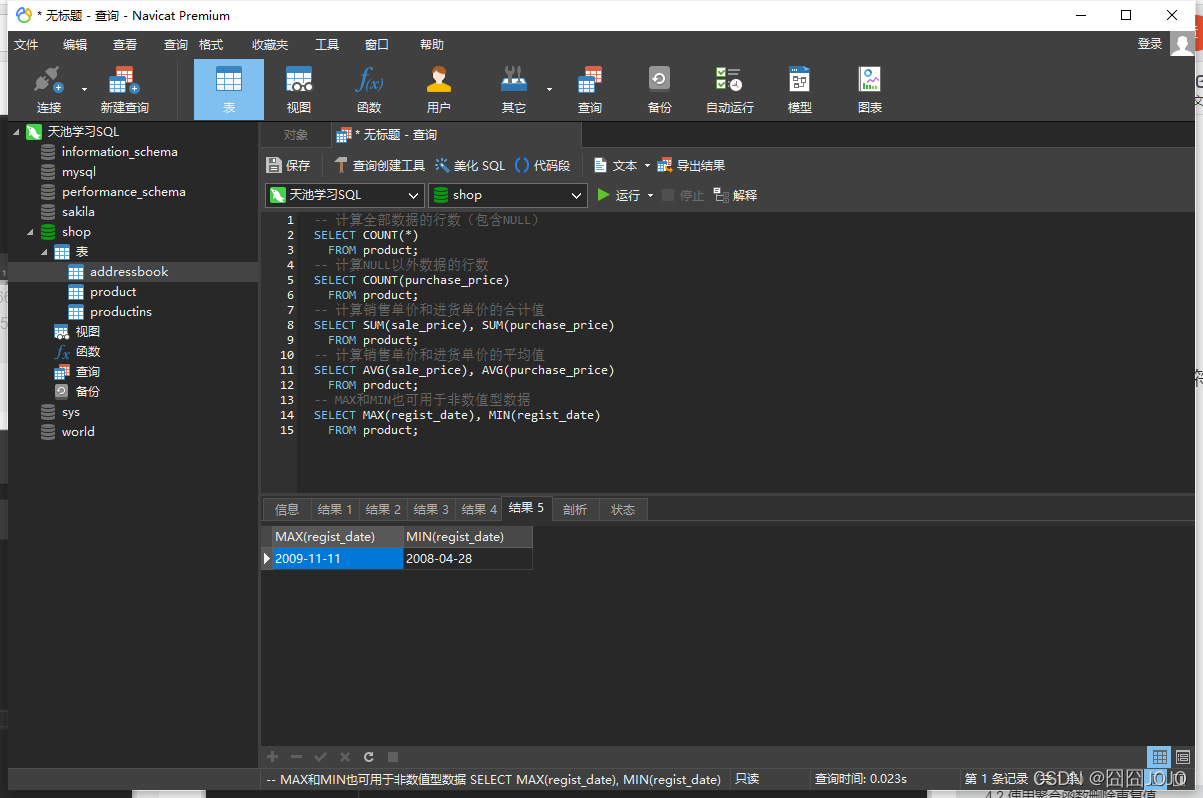 * 无标题 - 查询 - Navicat Premium
文件 编辑 查看 查询 格式 收藏夹 工具 窗口 帮助 登录
连接 新建查询 表 视图 函数 用户 其它 查询 备份 自动运行 模型 图表
天池学习SQL
information_schema
mysql
performance_schema
sakila
shop
表
addressbook
product
productins
视图
函数
查询
备份
sys
world
对象 * 无标题 - 查询
保存 查询创建工具 美化 SQL 代码段 文本 导出结果
天池学习SQL shop 运行 停止 解释
1 -- 计算全部数据的行数（包含NULL）
2 SELECT COUNT(*)
3 FROM product;
4 -- 计算NULL以外数据的行数
5 SELECT COUNT(purchase_price)
6 FROM product;
7 -- 计算销售单价和进货单价的合计值
8 SELECT SUM(sale_price), SUM(purchase_price)
9 FROM product;
10 -- 计算销售单价和进货单价的平均值
11 SELECT AVG(sale_price), AVG(purchase_price)
12 FROM product;
13 -- MAX和MIN也可用于非数值型数据
14 SELECT MAX(regist_date), MIN(regist_date)
15 FROM product;
信息 结果 1 结果 2 结果 3 结果 4 结果 5 剖析 状态
MAX(regist_date) MIN(regist_date)
2009-11-11 2008-04-28
-- MAX和MIN也可用于非数值型数据 SELECT MAX(regist_date), MIN(regist_date) 只读 查询时间: 0.023s 第 1 条记录
CSDN @囧囧JOJO